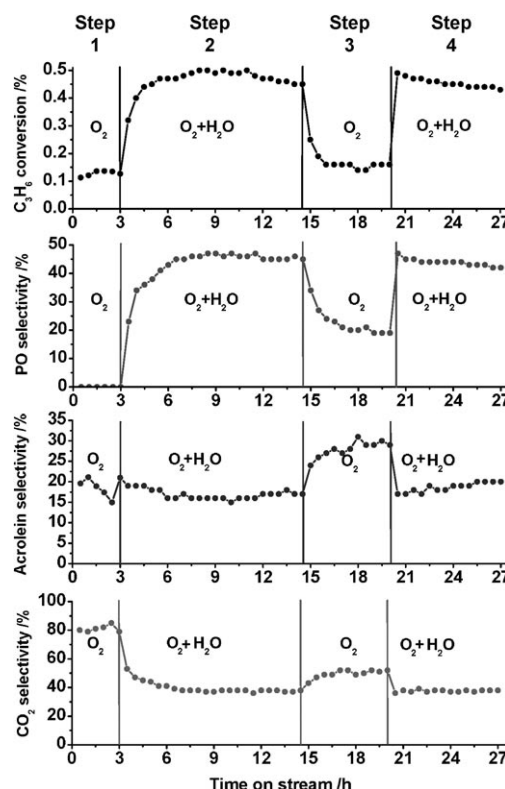 Step 1 Step 2 Step 3 Step 4
C₃H₆ conversion /%
0.5
0.4
0.3
0.2
0.1
0.0
O₂ O₂+H₂O O₂ O₂+H₂O
0 3 6 9 12 15 18 21 24 27
PO selectivity /%
50
40
30
20
10
0
O₂ O₂+H₂O O₂ O₂+H₂O
0 3 6 9 12 15 18 21 24 27
Acrolein selectivity /%
35
30
25
20
15
10
5
0
O₂ O₂+H₂O O₂ O₂+H₂O
0 3 6 9 12 15 18 21 24 27
CO₂ selectivity /%
100
80
60
40
20
0
O₂ O₂+H₂O O₂ O₂+H₂O
0 3 6 9 12 15 18 21 24 27
Time on stream /h